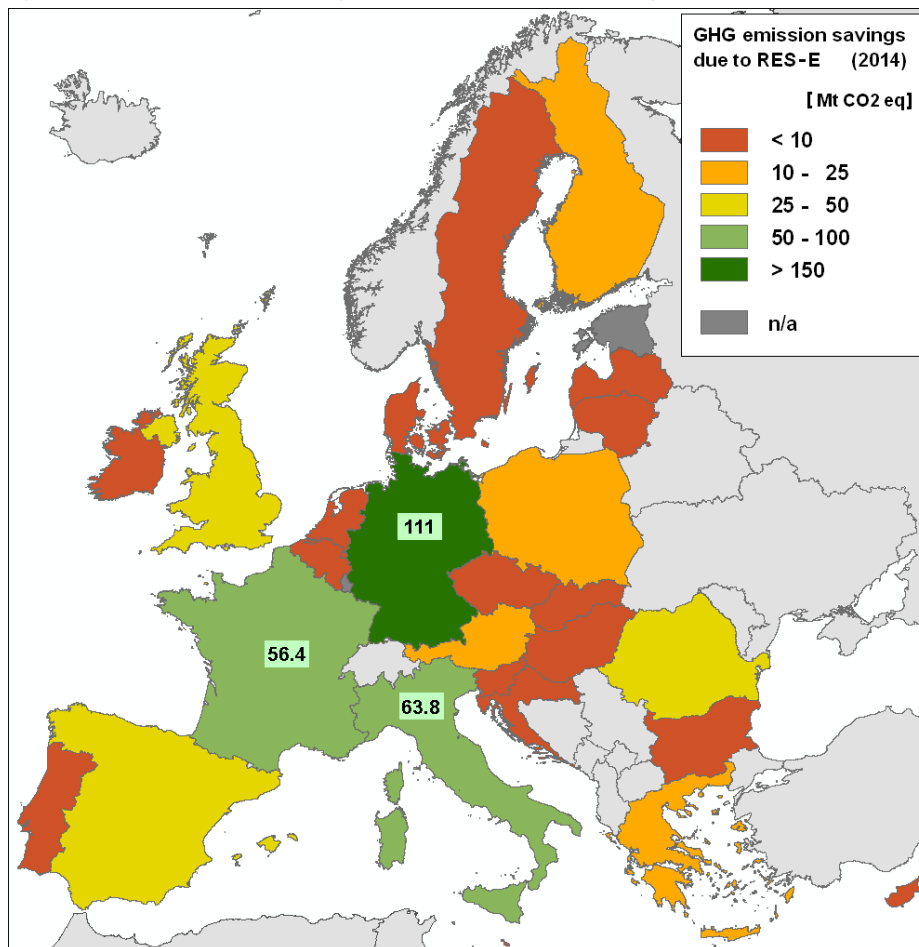 GHG emission savings
due to RES-E (2014)
[ Mt CO2 eq]
< 10
10 - 25
25 - 50
50 - 100
> 150
n/a
111
56.4
63.8